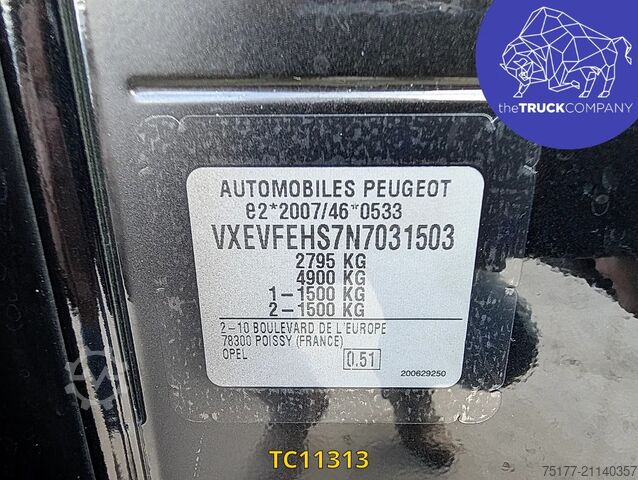 theTRUCKCOMPANY
AUTOMOBILES PEUGEOT
e2*2007/46*0533
VXEVFEHS7N7031503
2795 KG
4900 KG
1-1500 KG
2-1500 KG
2-10 BOULEVARD DE L'EUROPE
78300 POISSY (FRANCE)
OPEL
0.51
200629250
TC11313
75177-21140357